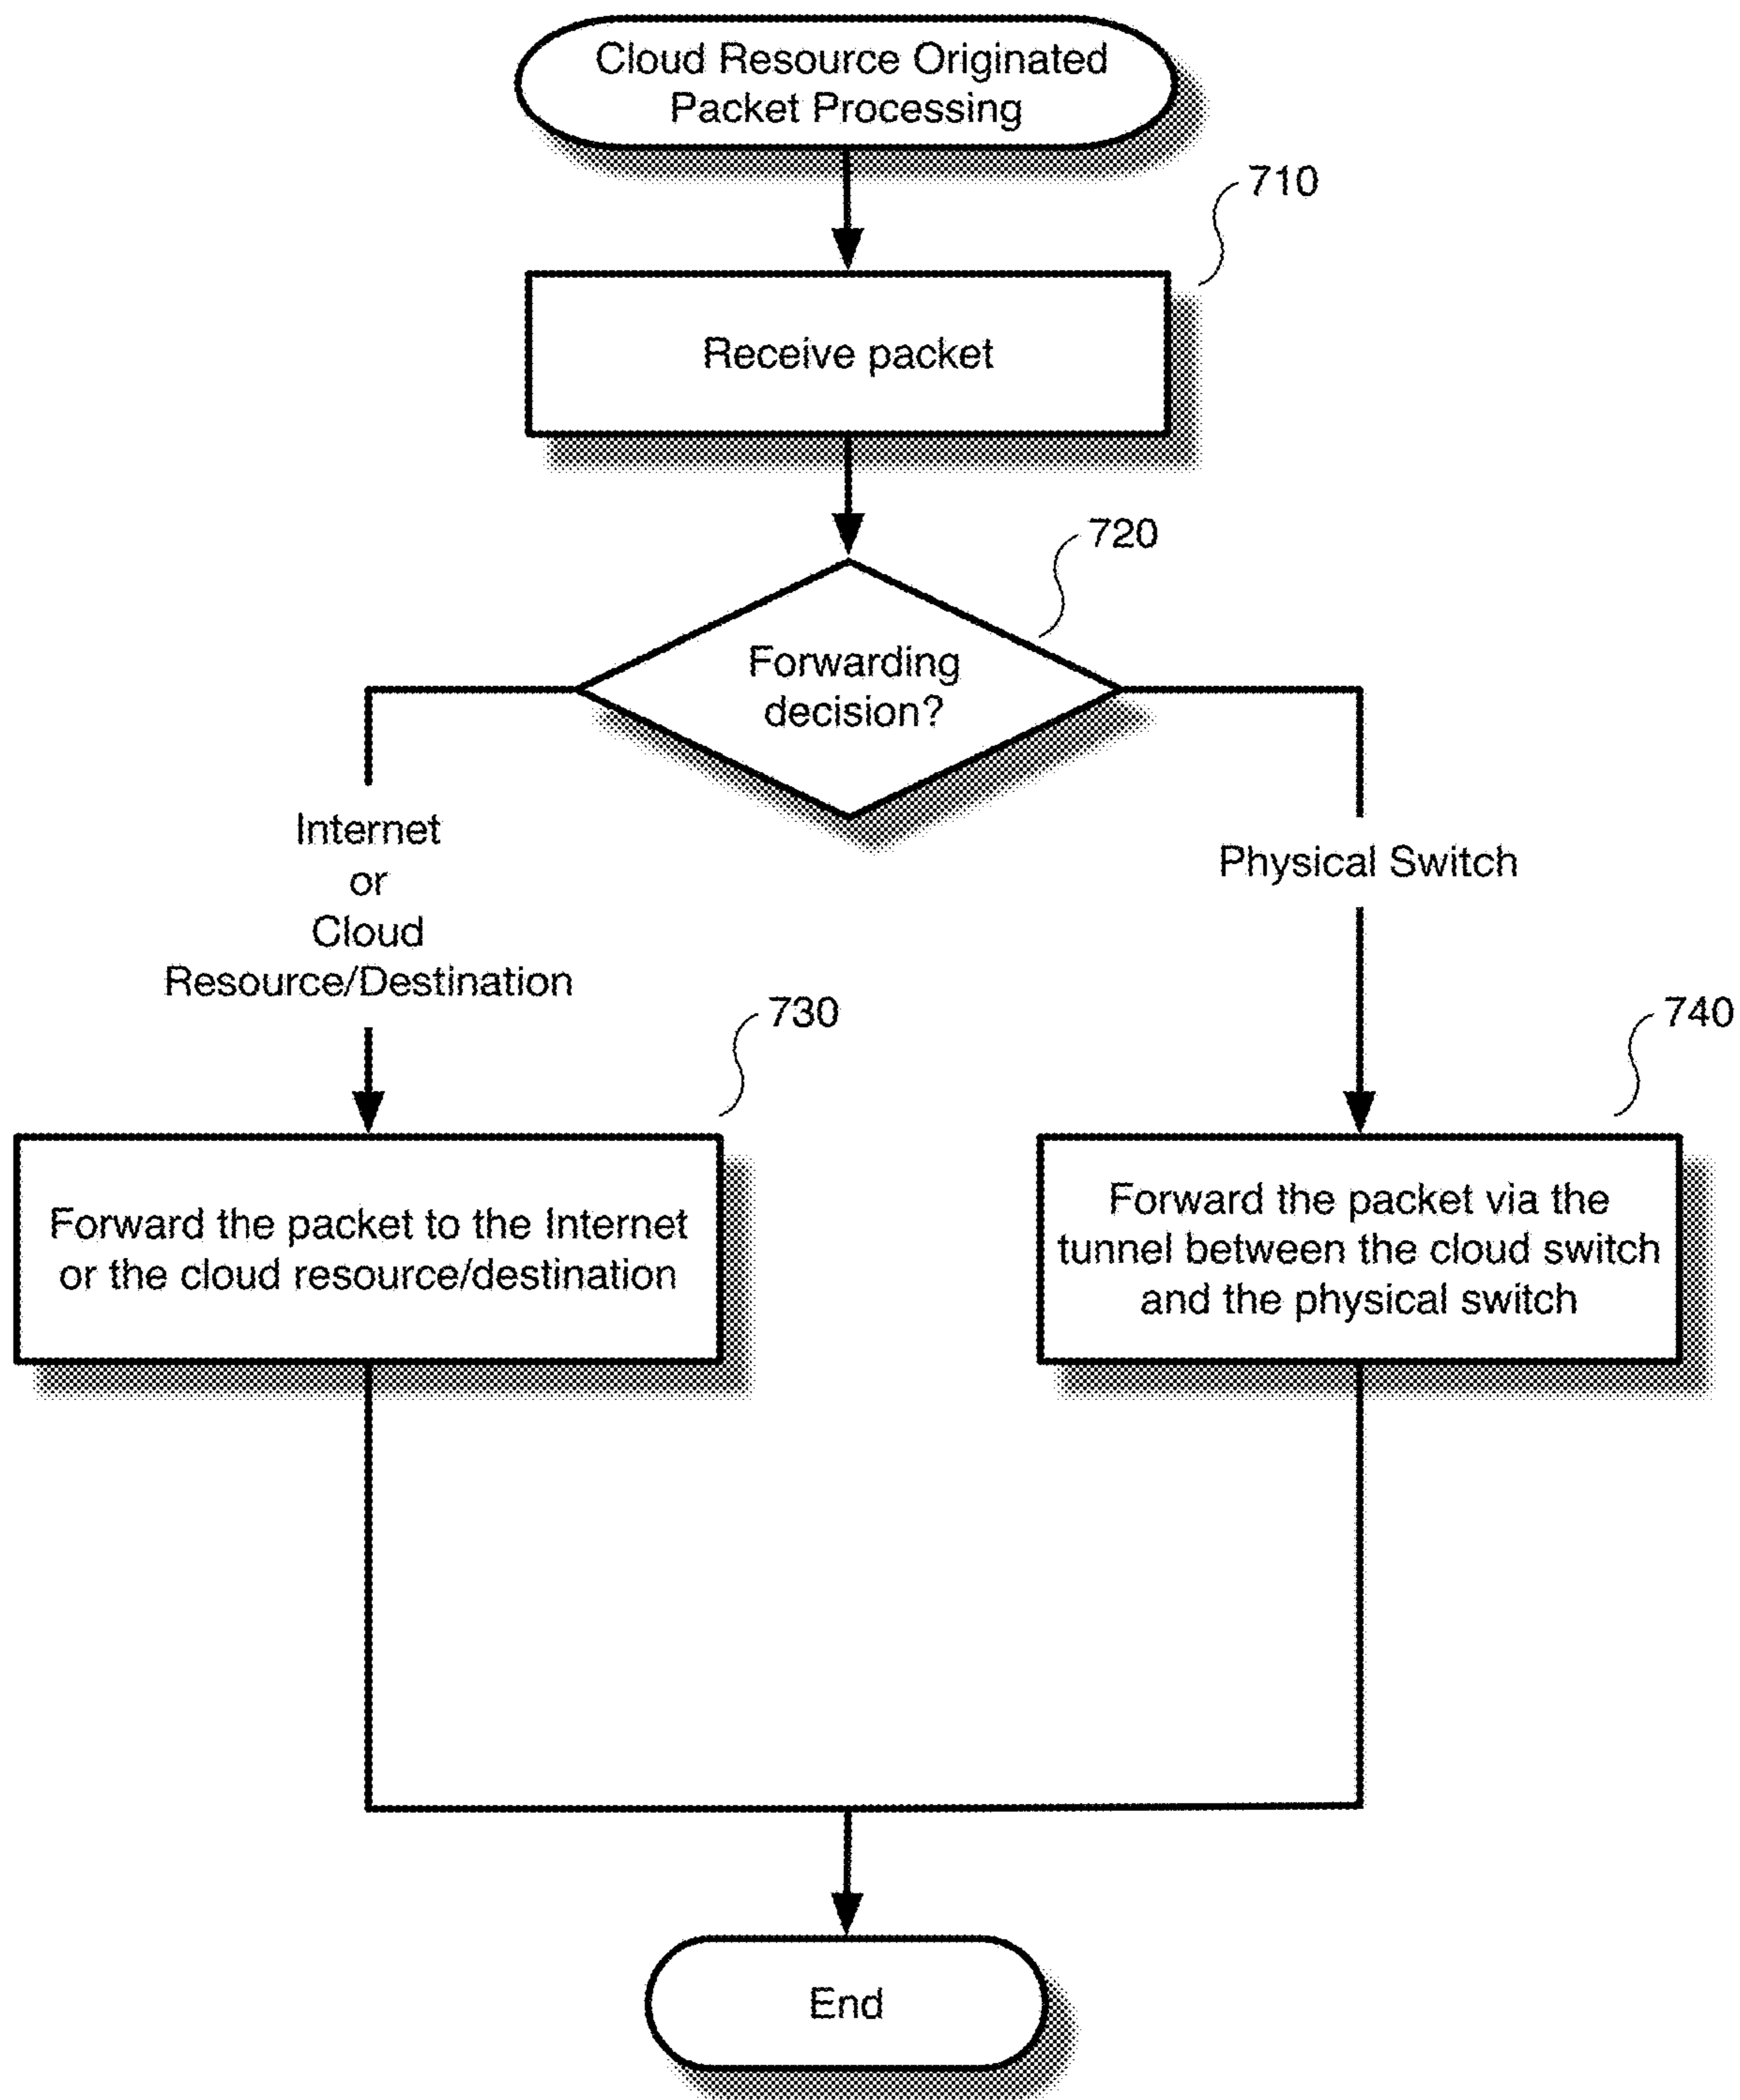 Cloud Resource Originated
Packet Processing
710
Receive packet
720
Forwarding
decision?
Internet
or
Cloud
Resource/Destination
Physical Switch
730
740
Forward the packet to the Internet
or the cloud resource/destination
Forward the packet via the
tunnel between the cloud switch
and the physical switch
End